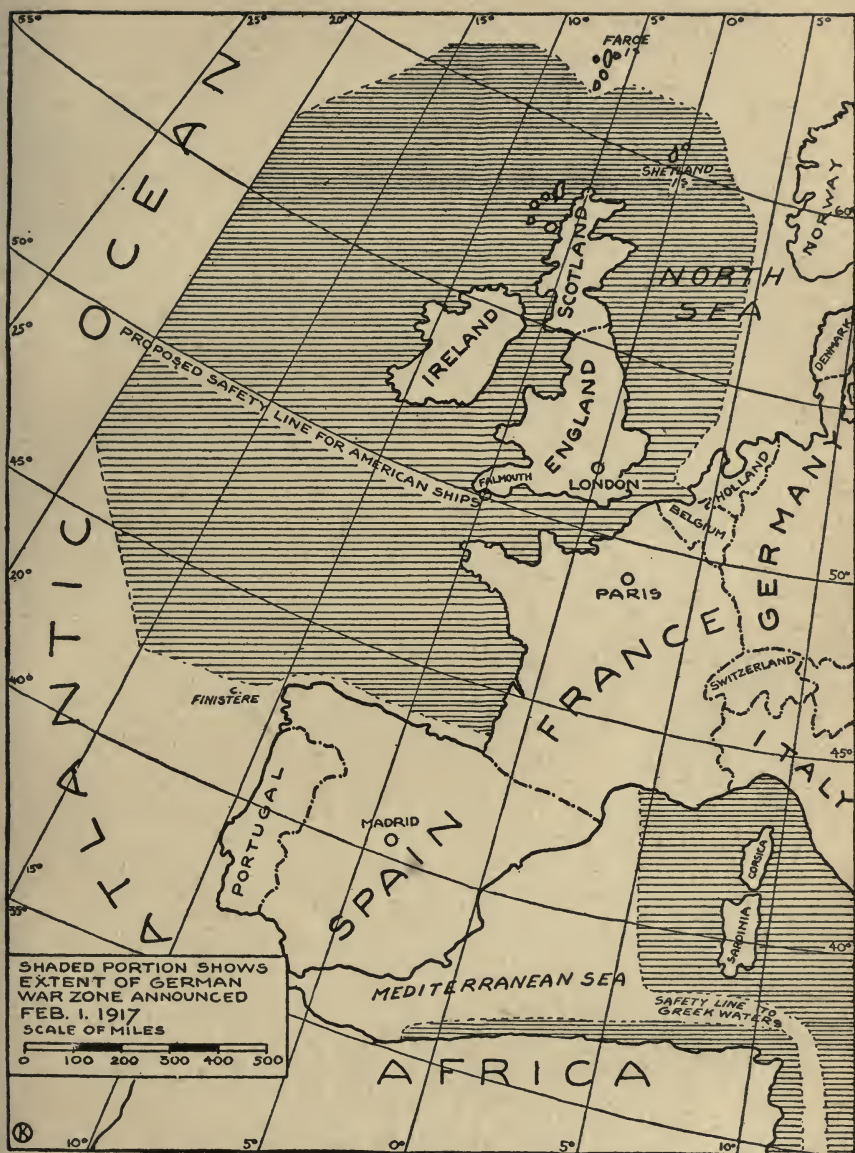 55°
20°
15°
10°
5°
0°
5°
FAROE
IS
SHETLAND
IS
60°
NORWAY
50°
25°
OCEAN
SCOTLAND
NORTH
SEA
DENMARK
PROPOSED SAFETY LINE FOR AMERICAN SHIPS
IRELAND
ENGLAND
45°
FALMOUTH
LONDON
HOLLAND
BELGIUM
GERMANY
20°
50°
PARIS
FRANCE
SWITZERLAND
40°
C.
FINISTÈRE
ITALY
45°
ATLANTIC
PORTUGAL
MADRID
SPAIN
CORSICA
15°
35°
SARDINIA
40°
SHADED PORTION SHOWS
EXTENT OF GERMAN
WAR ZONE ANNOUNCED
FEB. 1. 1917
SCALE OF MILES
0 100 200 300 400 500
MEDITERRANEAN SEA
SAFETY LINE TO
GREEK WATERS
AFRICA
K
10°
5°
0°
5°
10°